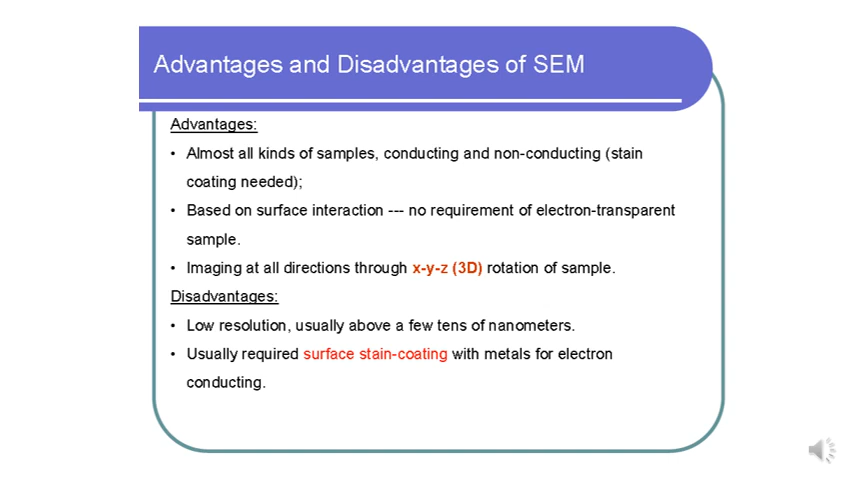 Advantages and Disadvantages of SEM
Advantages:
• Almost all kinds of samples, conducting and non-conducting (stain
coating needed);
• Based on surface interaction --- no requirement of electron-transparent
sample.
• Imaging at all directions through x-y-z (3D) rotation of sample.
Disadvantages:
• Low resolution, usually above a few tens of nanometers.
• Usually required surface stain-coating with metals for electron
conducting.